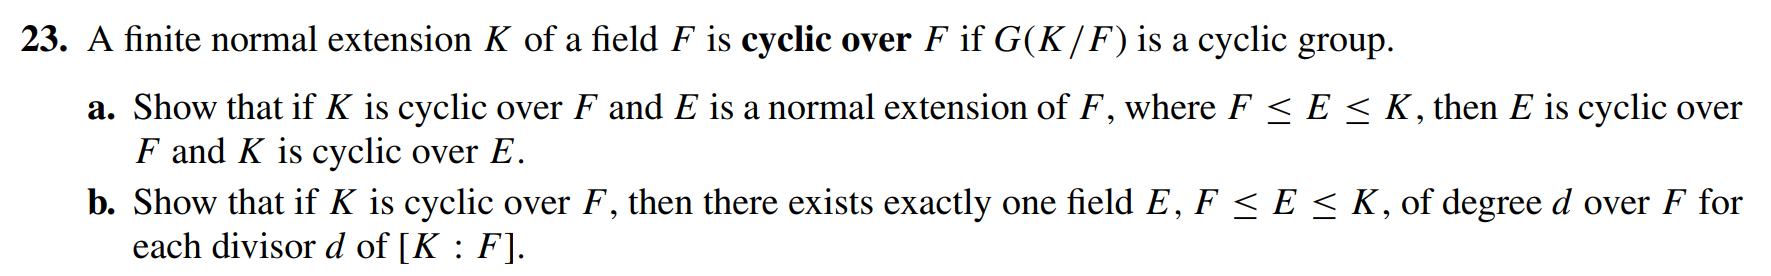 23. A finite normal extension K of a field F is cyclic over F if G(K/F) is a cyclic group.
a. Show that if K is cyclic over F and E is a normal extension of F, where F ≤ E ≤ K, then E is cyclic over
F and K is cyclic over E.
b. Show that if K is cyclic over F, then there exists exactly one field E, F ≤ E ≤ K, of degree d over F for
each divisor d of [K : F].